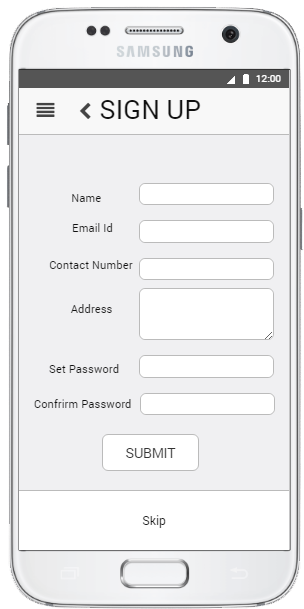 SAMSUNG
12:00
SIGN UP
Name
Email Id
Contact Number
Address
Set Password
Confrirm Password
SUBMIT
Skip